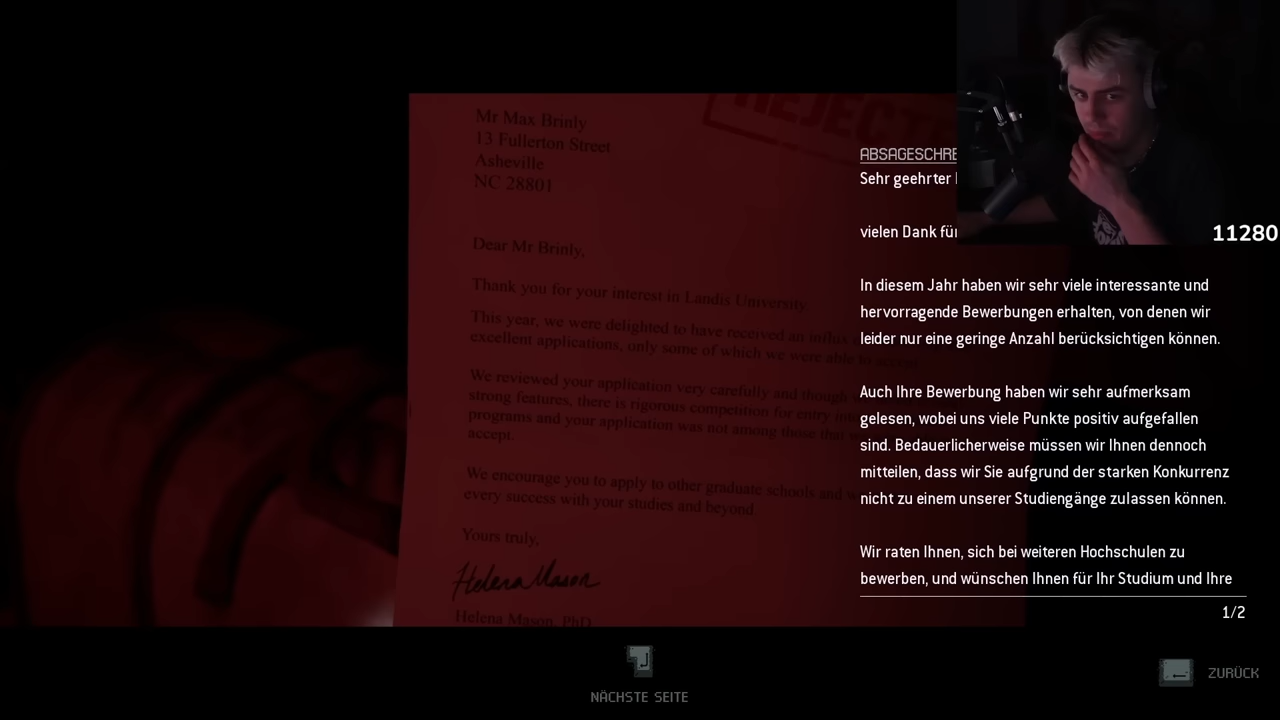 REJECTE
Mr Max Brinly
13 Fullerton Street
Asheville
NC 28801
Dear Mr Brinly,
Thank you for your interest in Landis University
This year, we were delighted to have received an influx
excellent applications, only some of which we were able to accept.
We reviewed your application very carefully and though
strong features, there is rigorous competition for entry
programs and your application was not among those that
accept.
We encourage you to apply to other graduate schools and
every success with your studies and beyond.
Yours truly,
Helena Mason
Helena Mason, PhD
ABSAGESCHRE
Sehr geehrter
vielen Dank für
In diesem Jahr haben wir sehr viele interessante und
hervorragende Bewerbungen erhalten, von denen wir
leider nur eine geringe Anzahl berücksichtigen können.
Auch Ihre Bewerbung haben wir sehr aufmerksam
gelesen, wobei uns viele Punkte positiv aufgefallen
sind. Bedauerlicherweise müssen wir Ihnen dennoch
mitteilen, dass wir Sie aufgrund der starken Konkurrenz
nicht zu einem unserer Studiengänge zulassen können.
Wir raten Ihnen, sich bei weiteren Hochschulen zu
bewerben, und wünschen Ihnen für Ihr Studium und Ihre
1/2
11280
NÄCHSTE SEITE
ZURÜCK